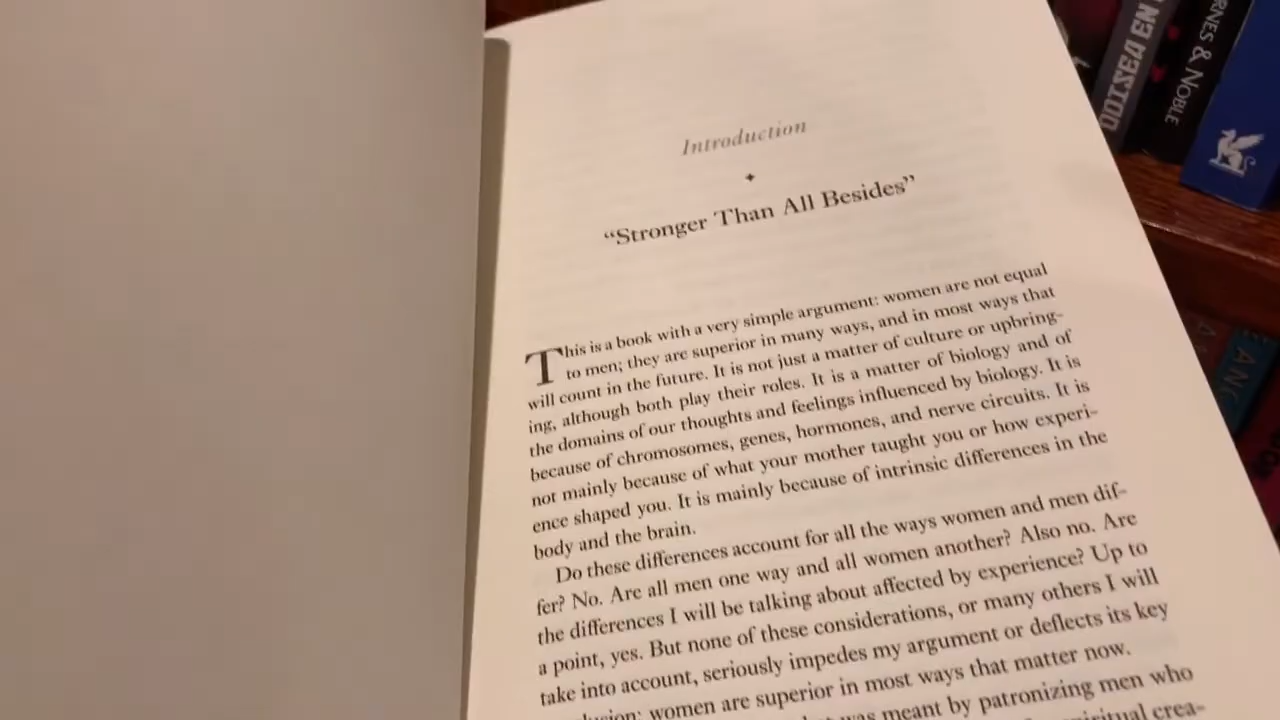 Introduction
“Stronger Than All Besides”
This is a book with a very simple argument: women are not equal
to men; they are superior in many ways, and in most ways that
will count in the future. It is not just a matter of culture or upbring-
ing, although both play their roles. It is a matter of biology and of
the domains of our thoughts and feelings influenced by biology. It is
because of chromosomes, genes, hormones, and nerve circuits. It is
not mainly because of what your mother taught you or how experi-
ence shaped you. It is mainly because of intrinsic differences in the
body and the brain.
Do these differences account for all the ways women and men dif-
fer? No. Are all men one way and all women another? Also no. Are
the differences I will be talking about affected by experience? Up to
a point, yes. But none of these considerations, or many others I will
take into account, seriously impedes my argument or deflects its key
women are superior in most ways that matter now.
was meant by patronizing men who
crea-
ODISEA EN
& NOBLE